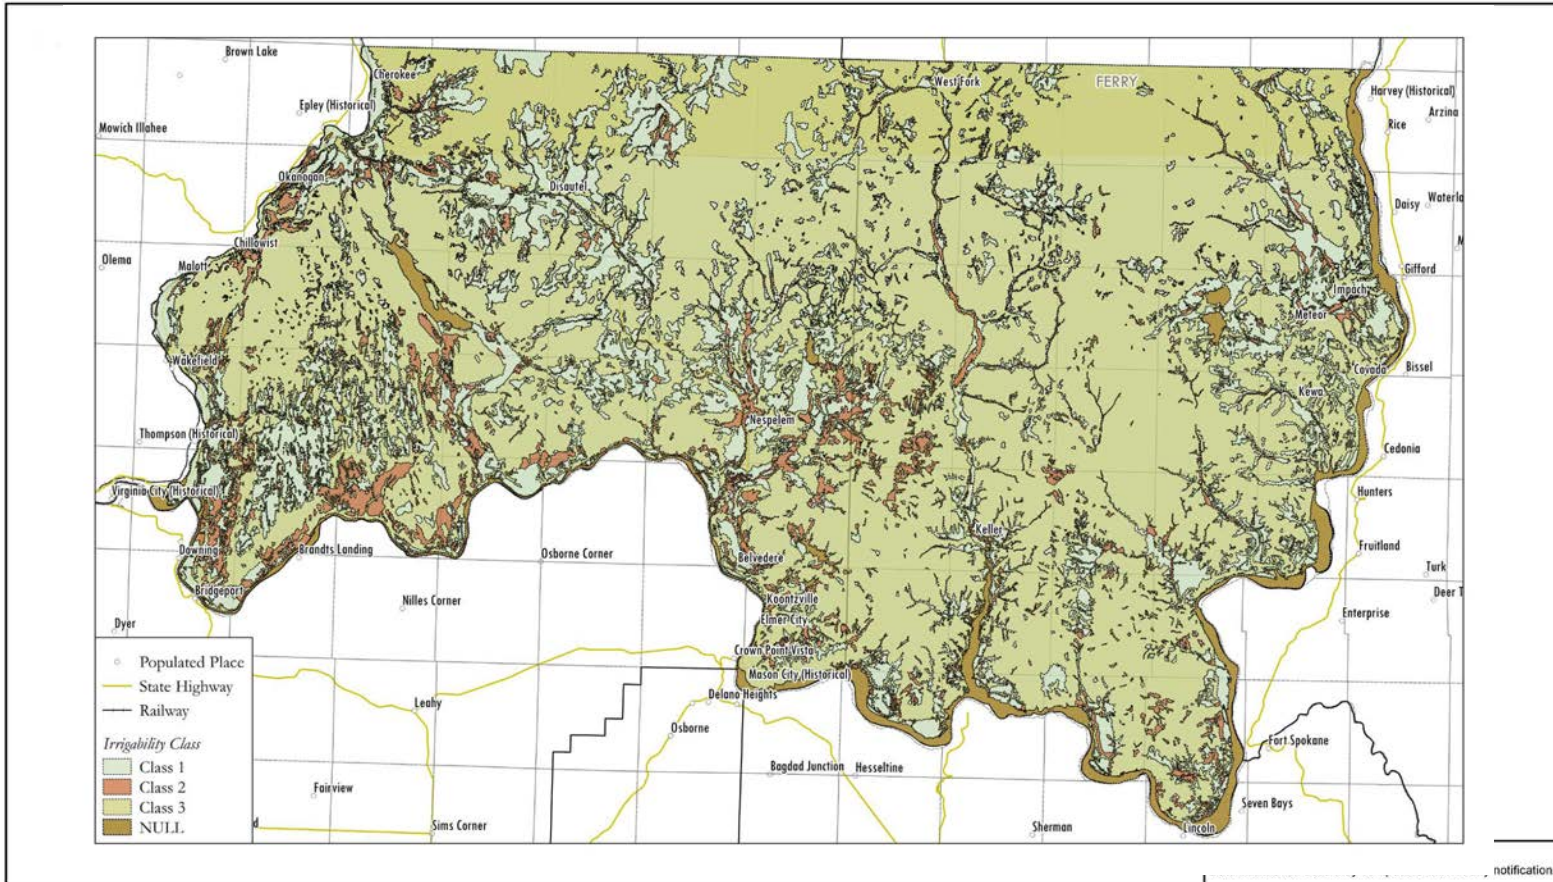 Brown Lake
Cherokee
West Fork
FERRY
Harvey (Historical)
Epley (Historical)
Arzina
Mowich Illahee
Rice
Okanogan
Disautel
Daisy
Chillowist
Olema
Malott
Gifford
Impach
Meteor
Wakefield
Covada
Bissel
Kewa
Nespelem
Thompson (Historical)
Cedonia
Virginia City (Historical)
Hunters
Keller
Downing
Brandts Landing
Osborne Corner
Belvedere
Fruitland
Turk
Bridgeport
Nilles Corner
Koontzville
Deer T
Elmer City
Enterprise
Dyer
Crown Point Vista
Mason City (Historical)
Delano Heights
Leahy
Osborne
Fort Spokane
Bagdad Junction
Hesseltine
Fairview
Seven Bays
Sims Corner
Sherman
Lincoln
Populated Place
State Highway
Railway
Irrigability Class
Class 1
Class 2
Class 3
NULL
notification